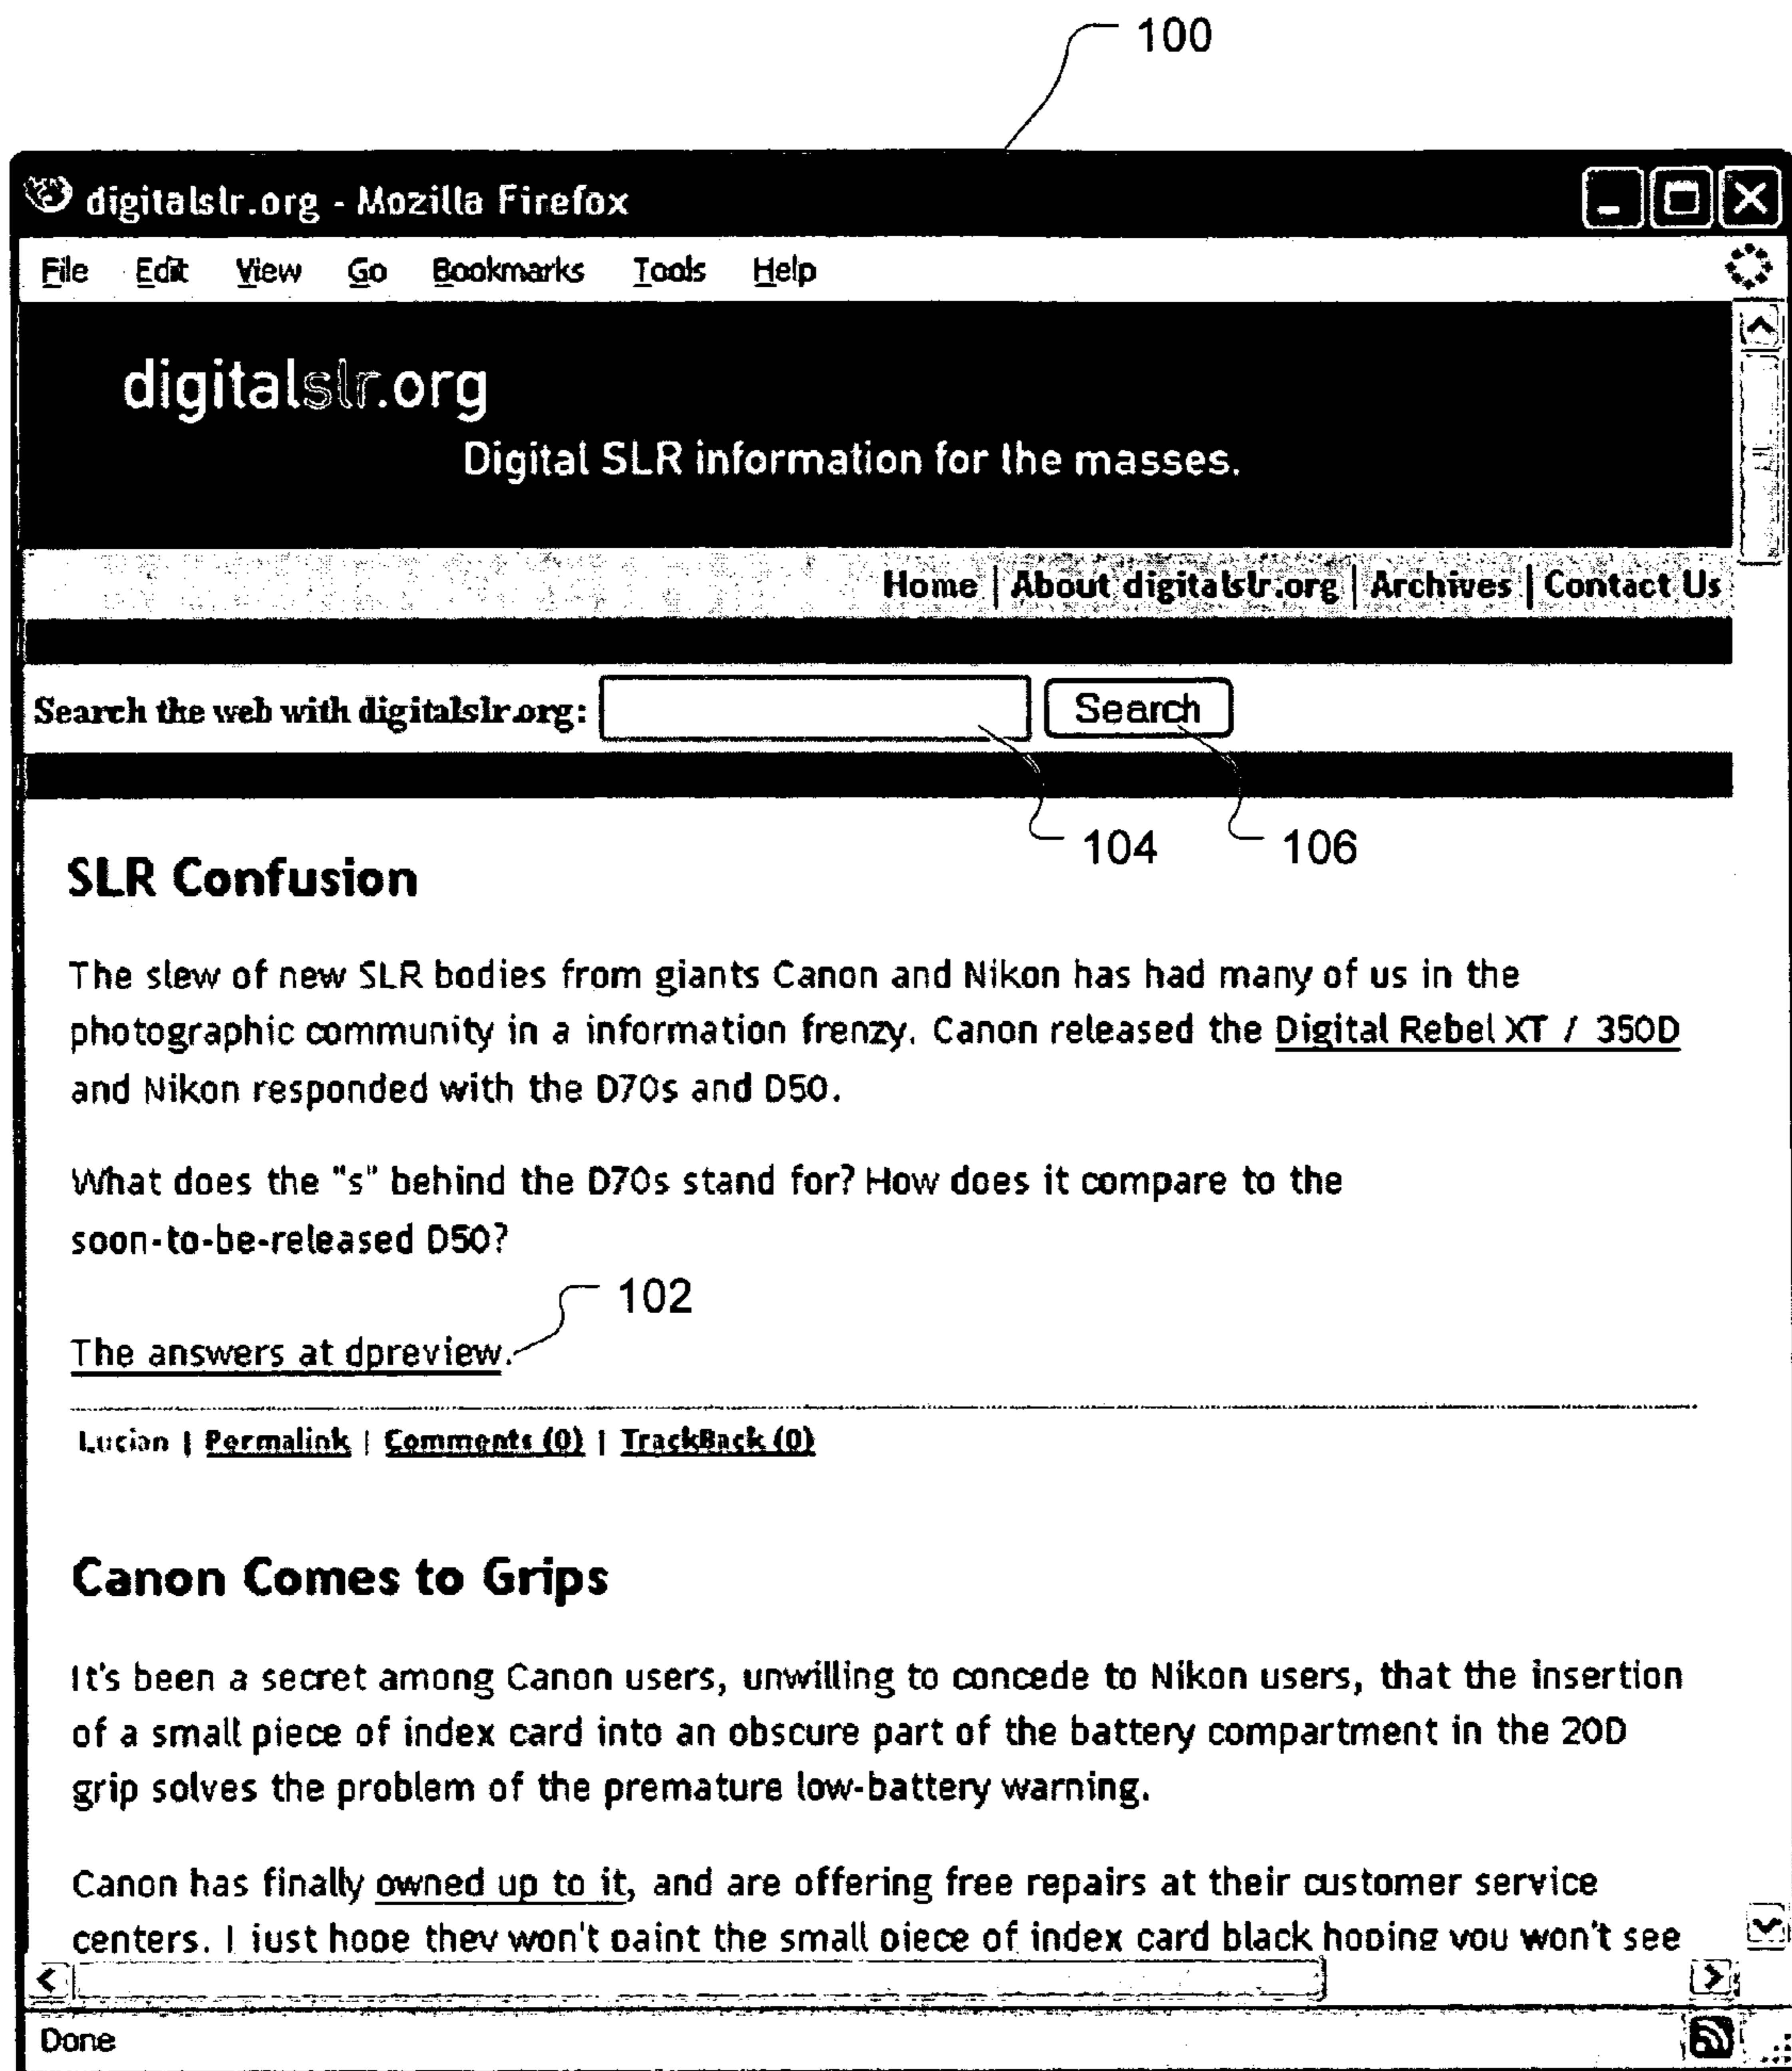 100
digitalslr.org - Mozilla Firefox
File Edit View Go Bookmarks Tools Help
digitalslr.org
Digital SLR information for the masses.
Home | About digitalslr.org | Archives | Contact Us
Search the web with digitalslr.org: Search
104 106
SLR Confusion
The slew of new SLR bodies from giants Canon and Nikon has had many of us in the
photographic community in a information frenzy. Canon released the Digital Rebel XT / 350D
and Nikon responded with the D70s and D50.
What does the "s" behind the D70s stand for? How does it compare to the
soon-to-be-released D50?
102
The answers at dpreview.
Lucian | Permalink | Comments (0) | TrackBack (0)
Canon Comes to Grips
It's been a secret among Canon users, unwilling to concede to Nikon users, that the insertion
of a small piece of index card into an obscure part of the battery compartment in the 20D
grip solves the problem of the premature low-battery warning.
Canon has finally owned up to it, and are offering free repairs at their customer service
centers. I just hope they won't paint the small piece of index card black hoping you won't see
Done